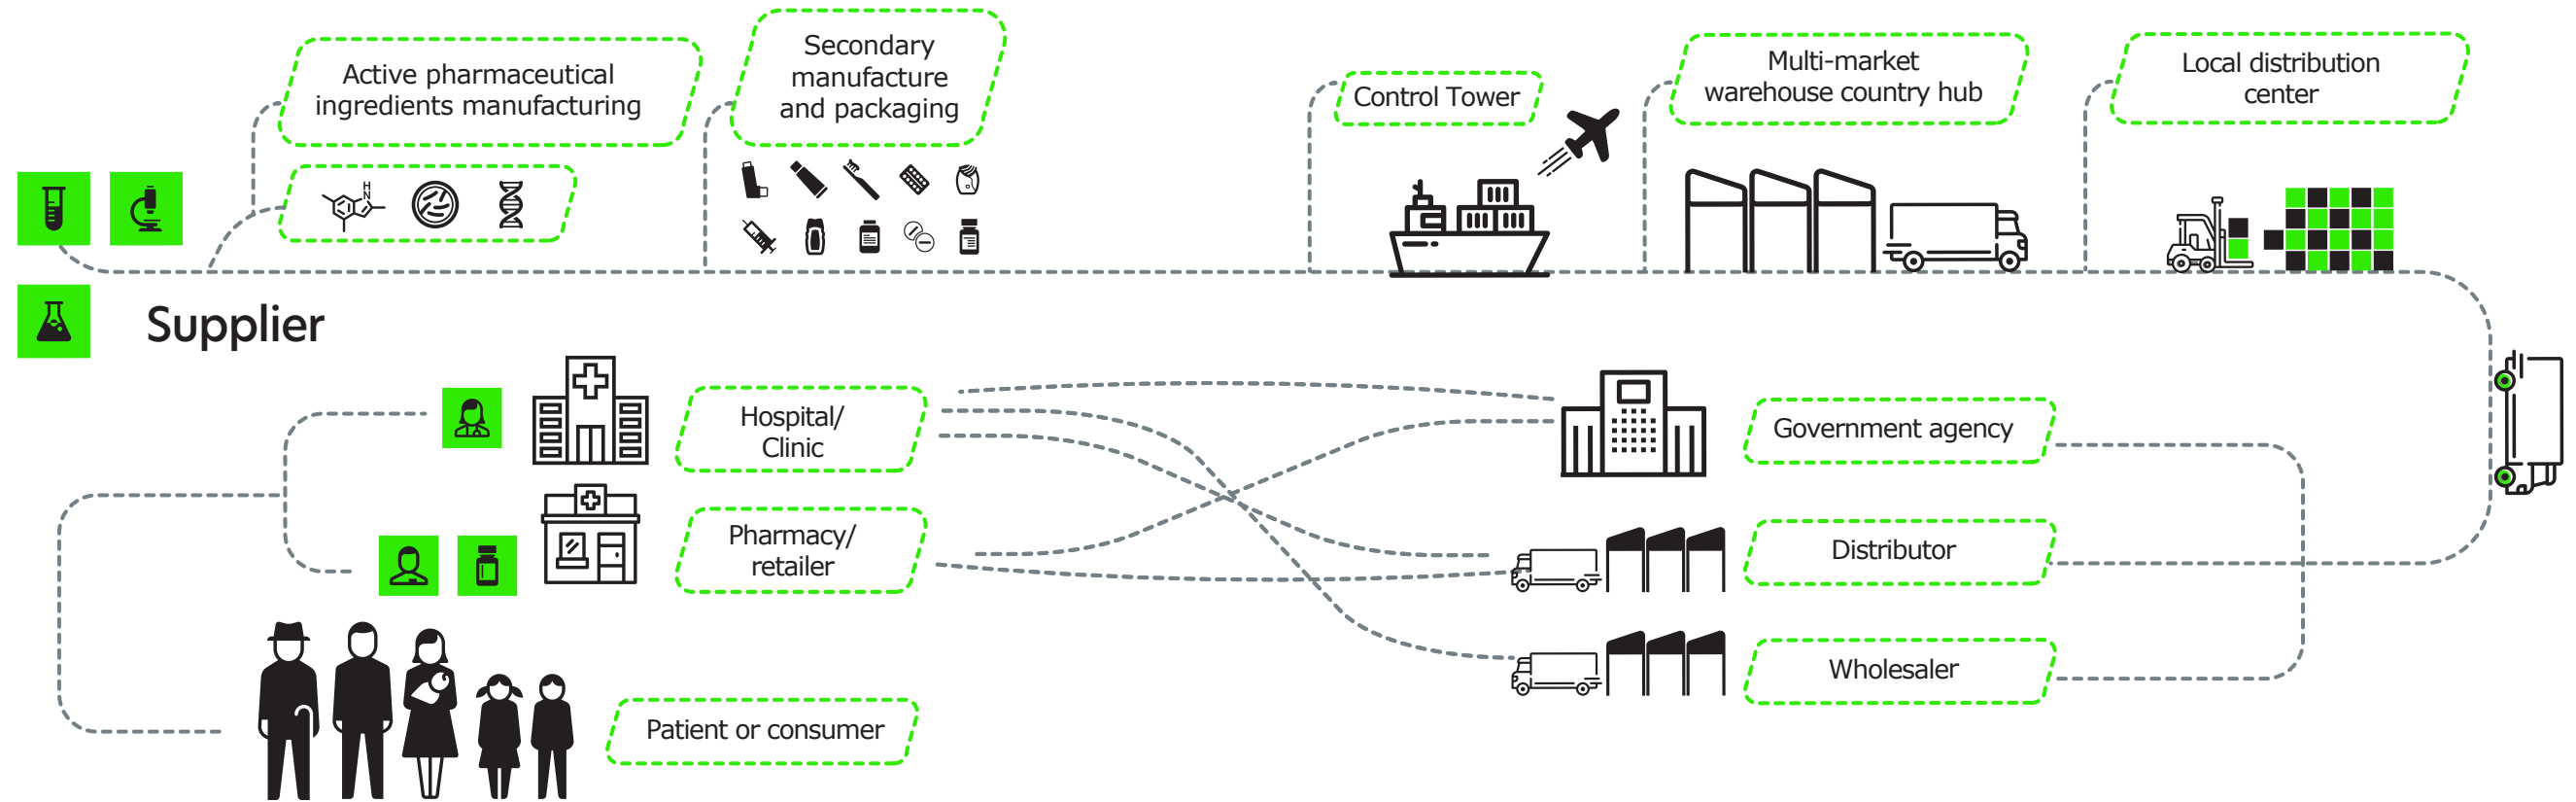 Active pharmaceutical
ingredients manufacturing
Secondary
manufacture
and packaging
Control Tower
Multi-market
warehouse country hub
Local distribution
center
H
N
Supplier
Hospital/
Clinic
Government agency
Pharmacy/
retailer
Distributor
Wholesaler
Patient or consumer